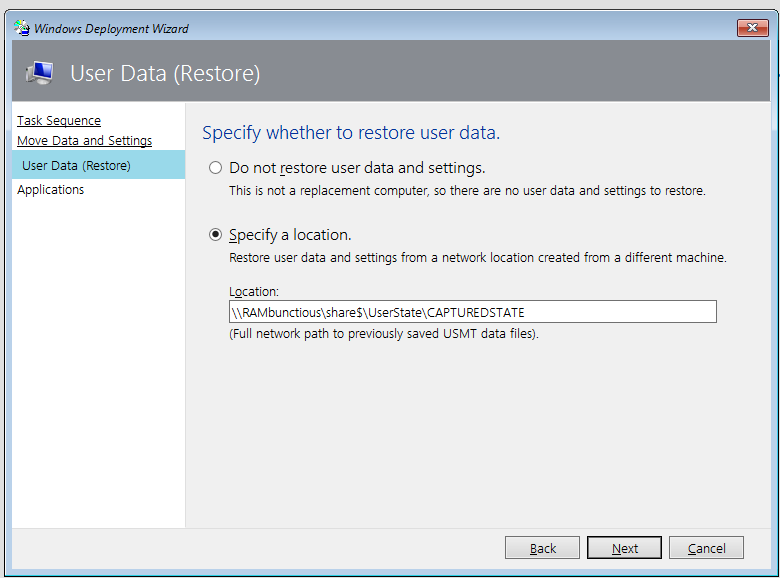 Windows Deployment Wizard
User Data (Restore)
Task Sequence
Move Data and Settings
User Data (Restore)
Applications
Specify whether to restore user data.
Do not restore user data and settings.
This is not a replacement computer, so there are no user data and settings to restore.
Specify a location.
Restore user data and settings from a network location created from a different machine.
Location:
\\RAMbunctious\share$\UserState\CAPTUREDSTATE
(Full network path to previously saved USMT data files).
Back
Next
Cancel